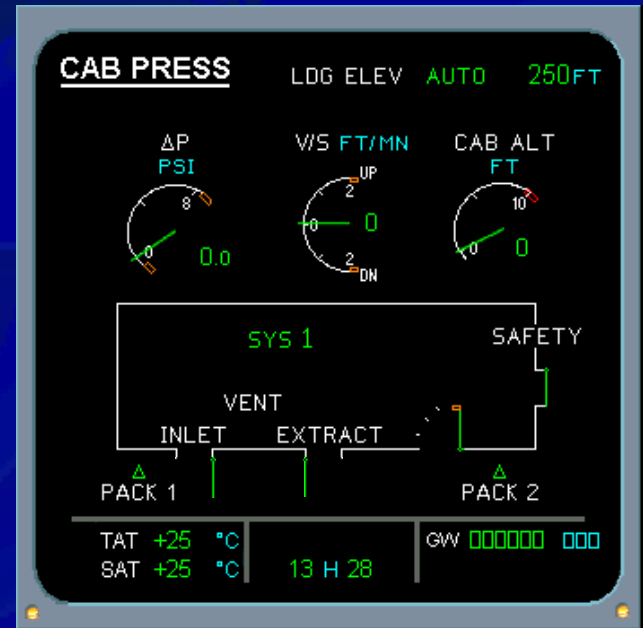 CAB PRESS LDG ELEV AUTO 250FT
ΔP V/S FT/MN CAB ALT
PSI FT
UP
8 2 10
0 0.0 0 0 0 0
2
DN
SYS 1 SAFETY
VENT
INLET EXTRACT
PACK 1 PACK 2
TAT +25 °C GW
SAT +25 °C 13 H 28